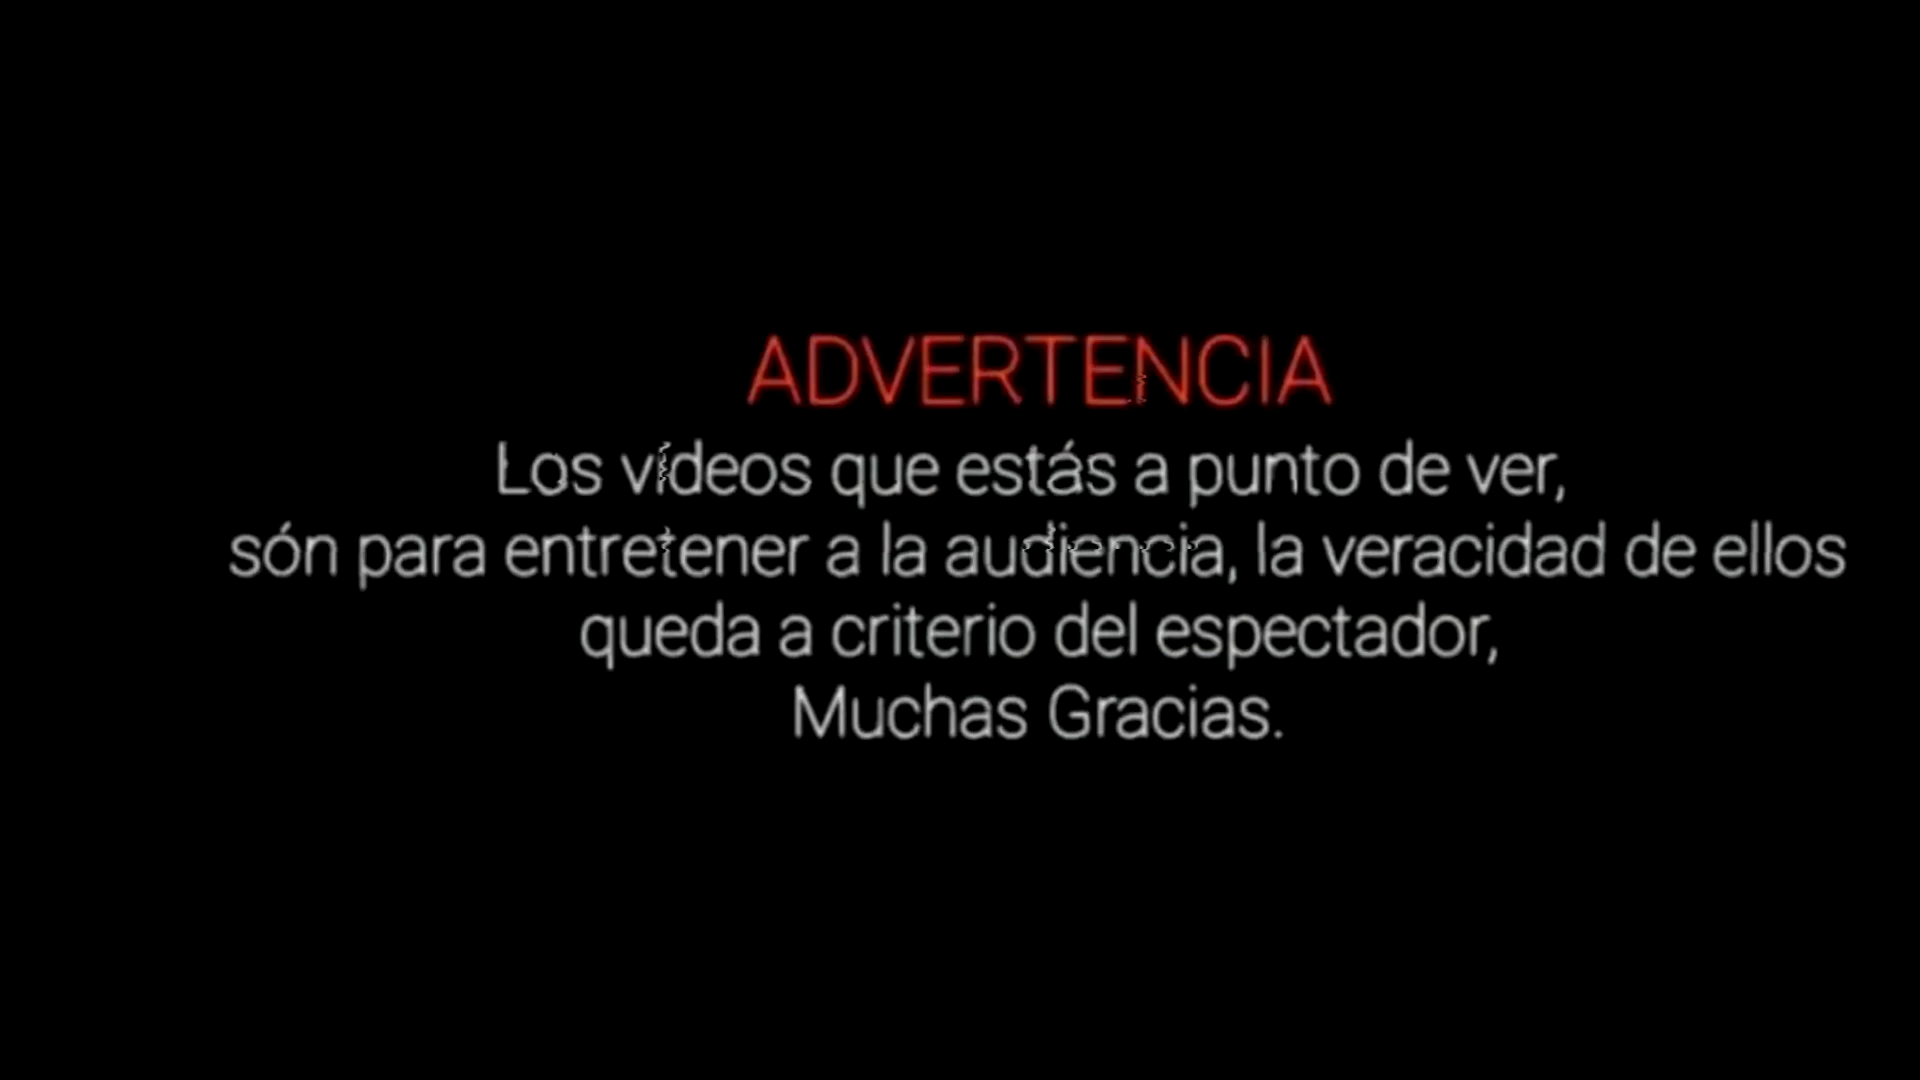 ADVERTENCIA
Los vídeos que estás a punto de ver,
són para entretener a la audiencia, la veracidad de ellos
queda a criterio del espectador,
Muchas Gracias.